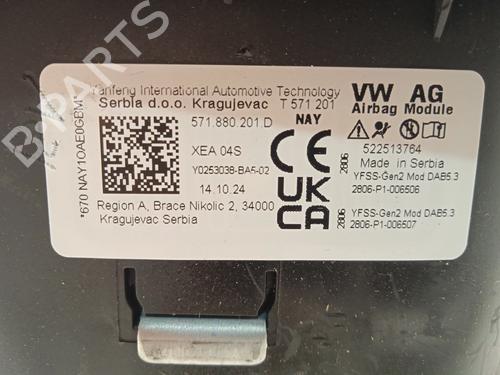 Yanfeng International Automotive Technology
Serbia d.o.o. Kragujevac T 571 201
571.880.201.D NAY
XEA 04S
Y0253038-BA5-02
14.10.24
Region A, Brace Nikolic 2, 34000
Kragujevac Serbia
*670 NAY1OAE0GBM1
UK
CA
VW AG
Airbag Module
522513764
Made in Serbia
2806
YFSS-Gen2 Mod DAB5.3
2806-P1-006506
2806
YFSS-Gen2 Mod DAB5.3
2806-P1-006507
B-PARTS